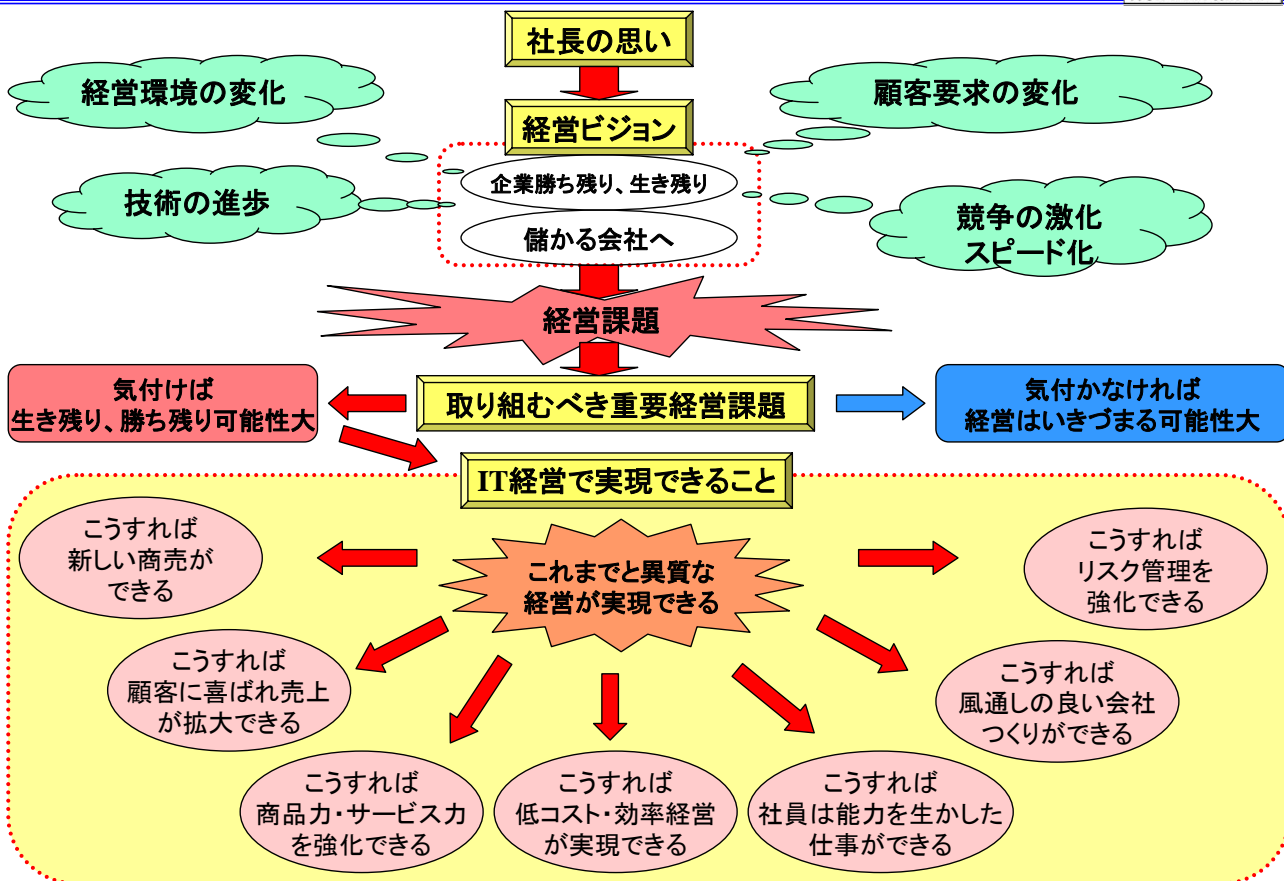 社長の思い
経営環境の変化
顧客要求の変化
経営ビジョン
企業勝ち残り、生き残り
技術の進歩
儲かる会社へ
競争の激化
スピード化
経営課題
気付けば
生き残り、勝ち残り可能性大
取り組むべき重要経営課題
気付かなければ
経営はいきづまる可能性大
IT経営で実現できること
こうすれば
新しい商売が
できる
これまでと異質な
経営が実現できる
こうすれば
リスク管理を
強化できる
こうすれば
顧客に喜ばれ売上
が拡大できる
こうすれば
風通しの良い会社
つくりができる
こうすれば
商品力・サービス力
を強化できる
こうすれば
低コスト・効率経営
が実現できる
こうすれば
社員は能力を生かした
仕事ができる